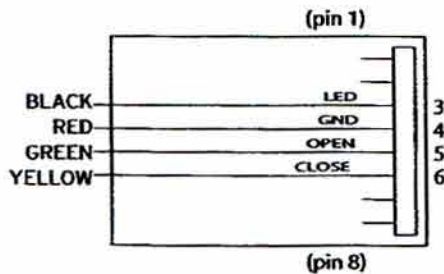 (pin 1)
BLACK LED 3
RED GND 4
GREEN OPEN 5
YELLOW CLOSE 6
(pin 8)